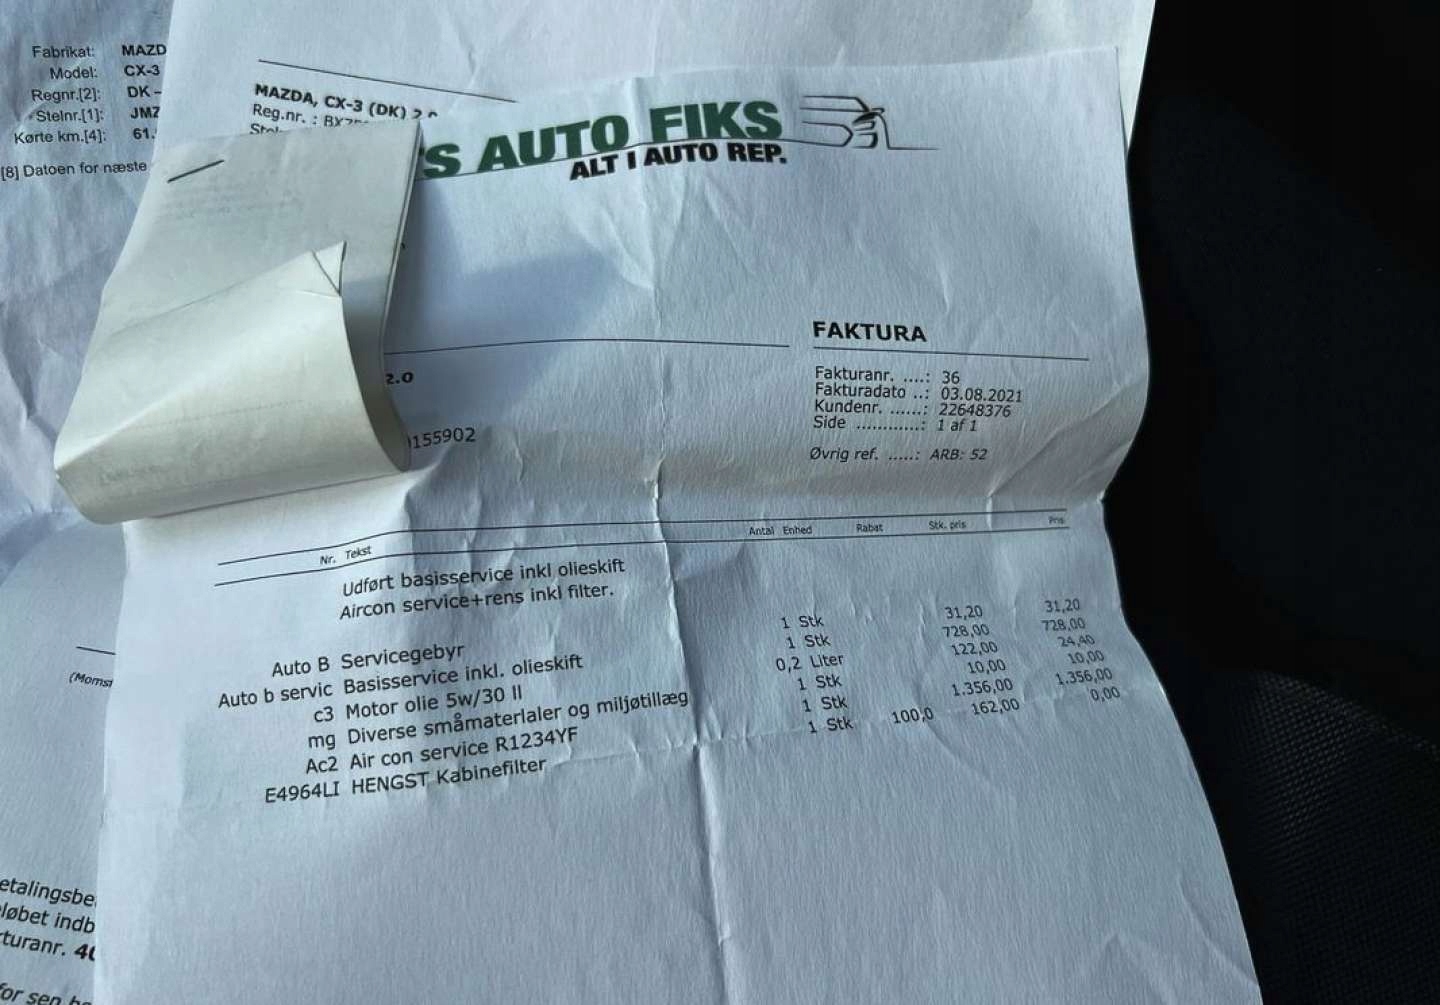 Fabrikat: MAZD
Model: CX-3
Regnr.[2]: DK -
Stelnr.[1]: JMZ
Kørte km.[4]: 61.
[8] Datoen for næste
MAZDA, CX-3 (DK) 2.0
Reg.nr. :
'S AUTO FIKS
ALT I AUTO REP.
FAKTURA
2.0
Fakturanr. ....: 36
Fakturadato ..: 03.08.2021
Kundenr. ......: 22648376
Side ............: 1 af 1
155902
Øvrig ref. .....: ARB: 52
Nr. Tekst Antal Enhed Rabat Stk. pris Pris
Udført basisservice inkl olieskift
Aircon service+rens inkl filter.
Auto B Servicegebyr 1 Stk 31,20 31,20
Auto b servic Basisservice inkl. olieskift 1 Stk 728,00 728,00
c3 Motor olie 5w/30 ll 0,2 Liter 122,00 24,40
mg Diverse småmaterlaler og miljøtillæg 1 Stk 10,00 10,00
Ac2 Air con service R1234YF 1 Stk 1.356,00 1.356,00
E4964LI HENGST Kabinefilter 1 Stk 100,0 162,00 0,00
(Momst
etalingsbe
løbet indb
turanr. 40
for sen be